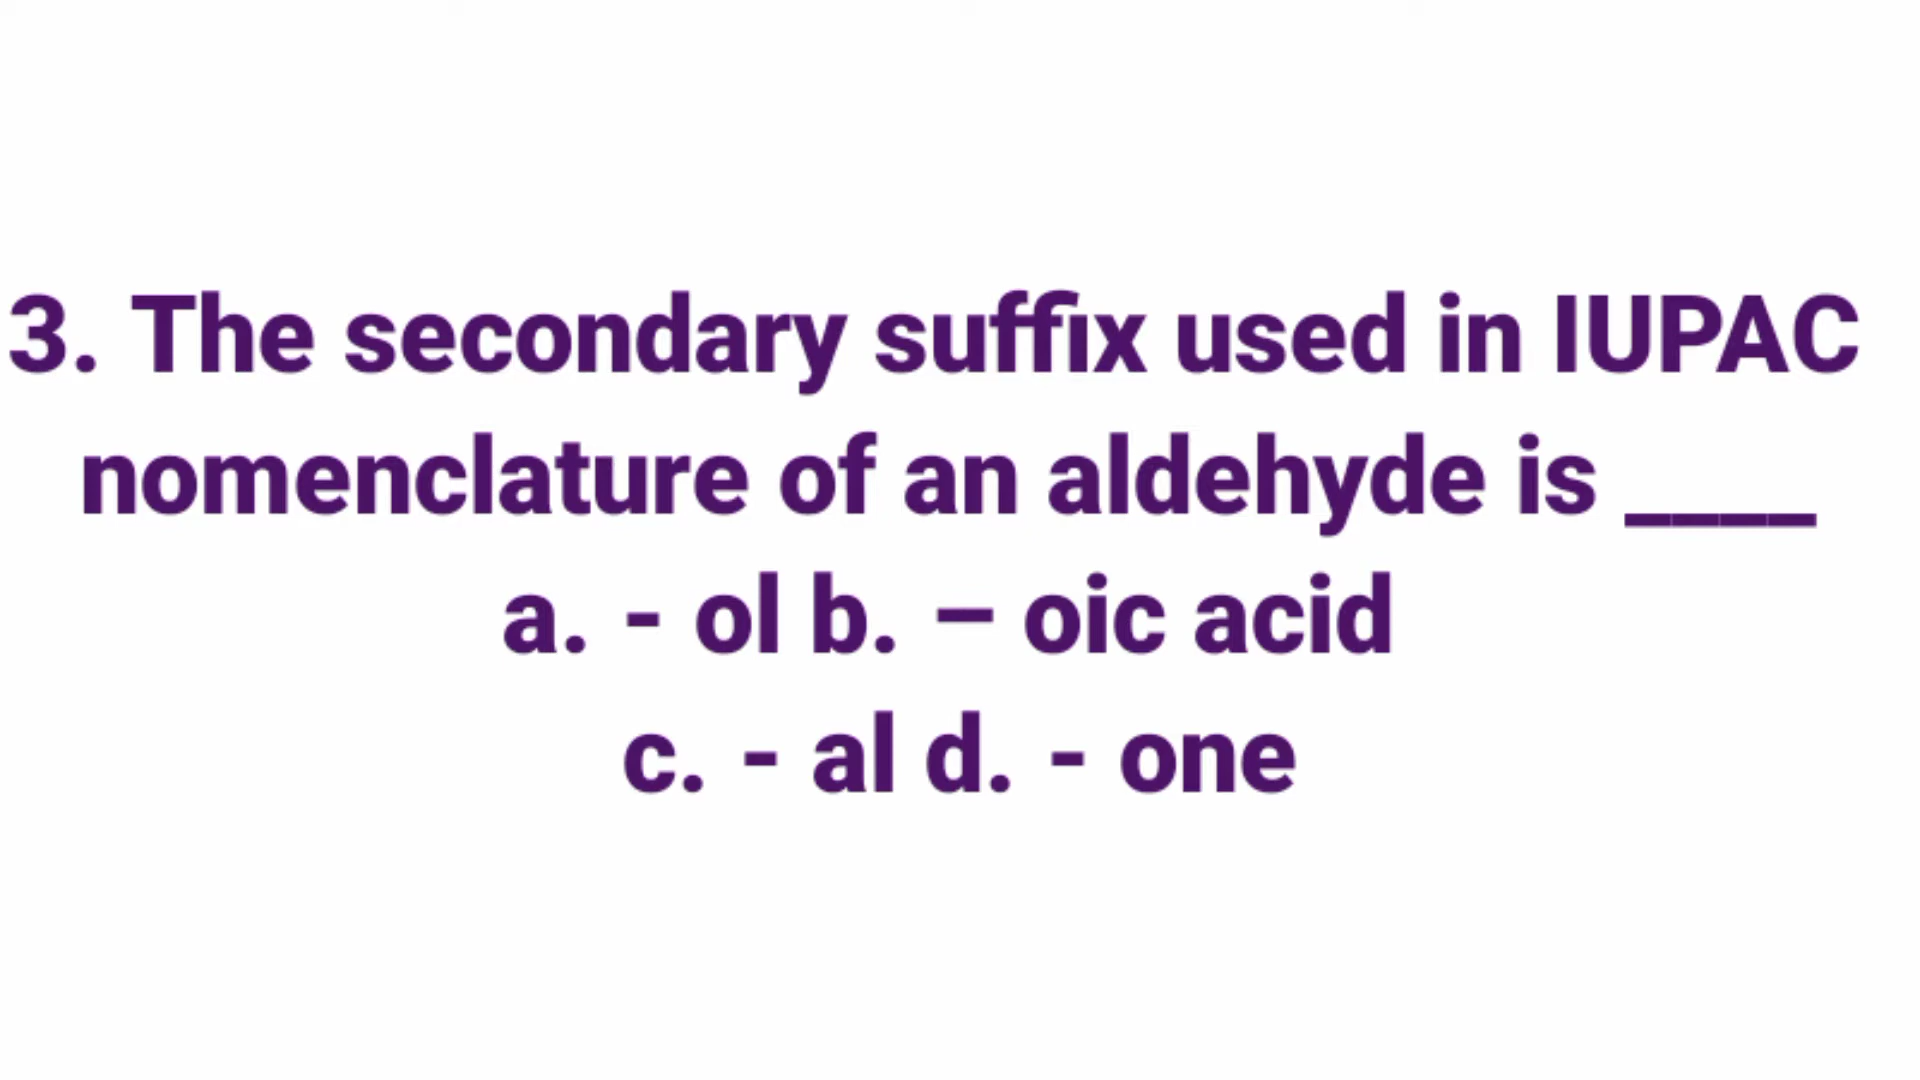 3. The secondary suffix used in IUPAC
nomenclature of an aldehyde is ____
a. - ol b. – oic acid
c. - al d. - one